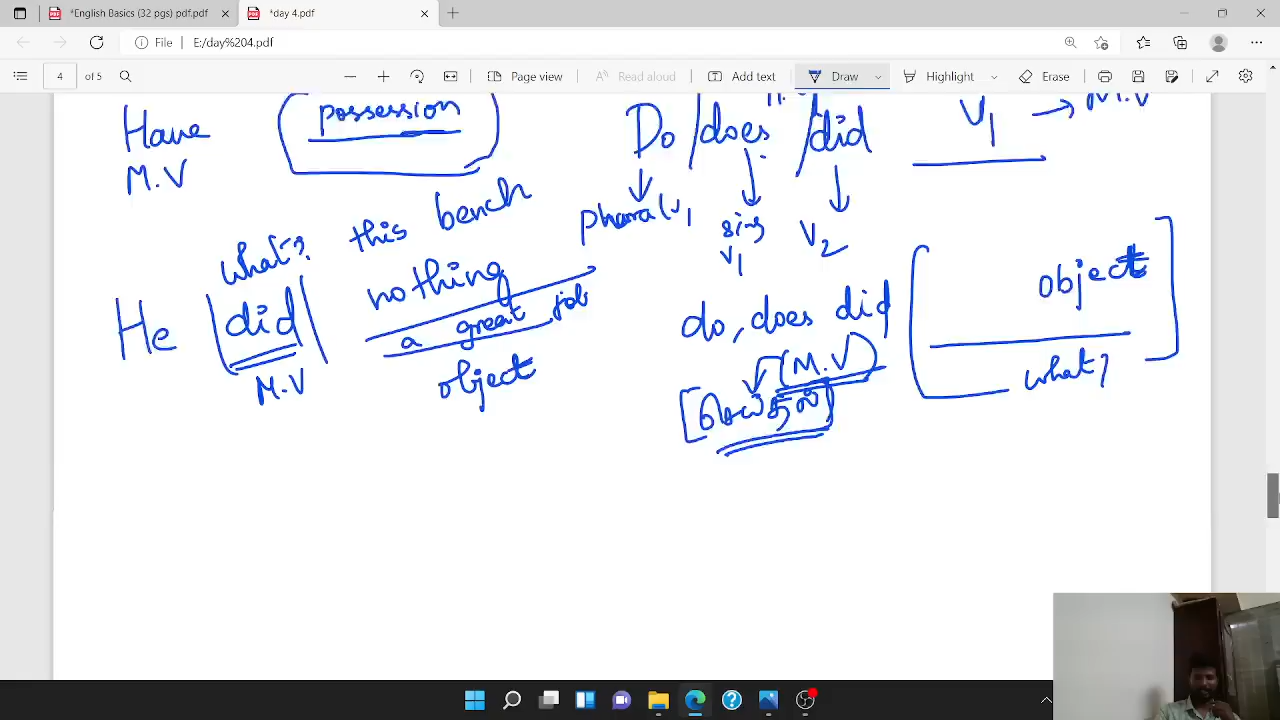 *English Basics (32 pgs) pdf.pdf
*day 4.pdf
File E:/day%204.pdf
4 of 5
Page view
Read aloud
Add text
Draw
Highlight
Erase
Have
M.V
possession
Do /does /did
V1 → M.V
sing
V1
V2
what? this bench
He |did| nothing
M.V
a great job
object
do, does did
(M.V)
object
what?